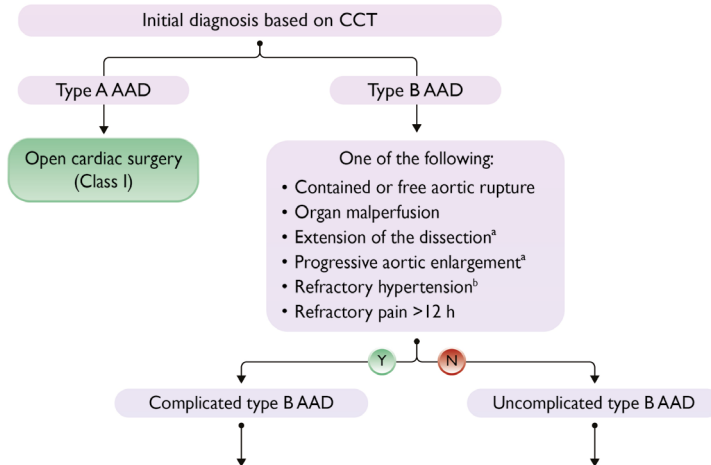 Initial diagnosis based on CCT
Type A AAD
Type B AAD
Open cardiac surgery
(Class I)
One of the following:
• Contained or free aortic rupture
• Organ malperfusion
• Extension of the dissectionᵃ
• Progressive aortic enlargementᵃ
• Refractory hypertensionᵇ
• Refractory pain >12 h
Y
N
Complicated type B AAD
Uncomplicated type B AAD